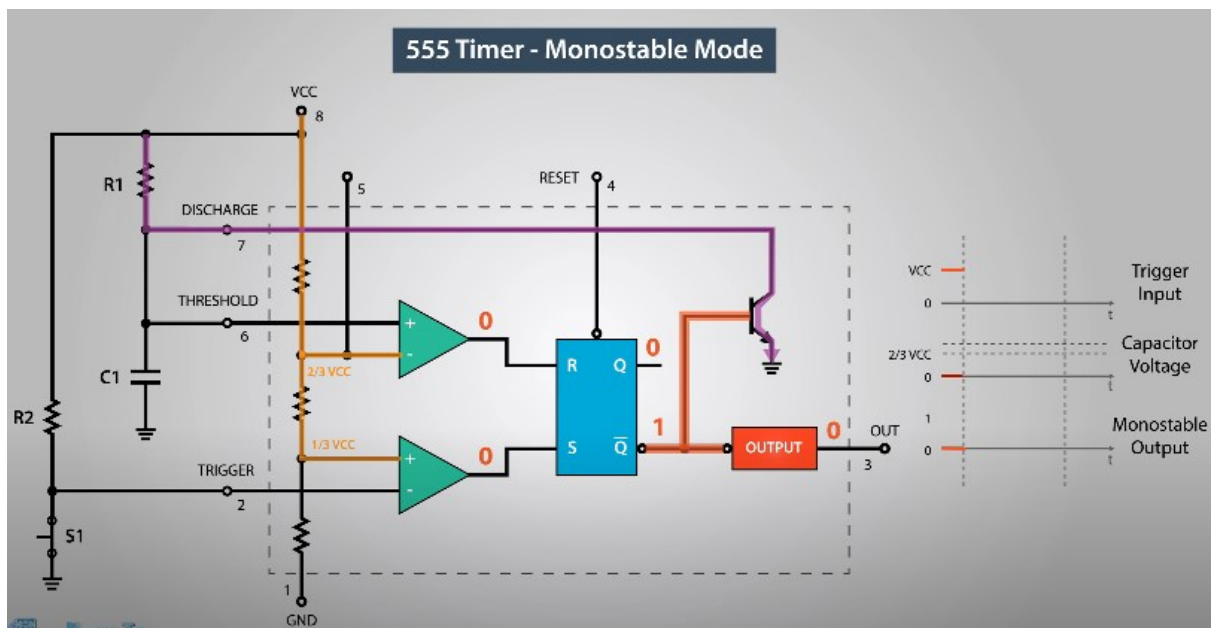 555 Timer - Monostable Mode
VCC
8
R1
5
RESET
4
DISCHARGE
7
VCC
0
t
Trigger
Input
THRESHOLD
6
+
-
0
2/3 VCC
R
Q
0
2/3 VCC
0
t
Capacitor
Voltage
C1
R2
1/3 VCC
+
-
0
S
Q
1
OUTPUT
0
OUT
3
1
0
t
Monostable
Output
TRIGGER
2
S1
1
GND